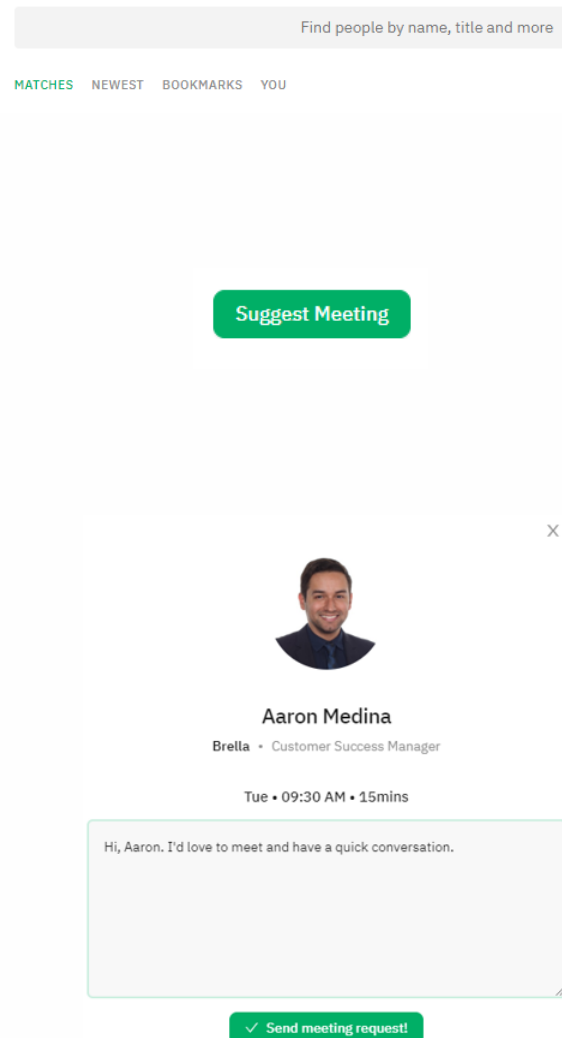 Find people by name, title and more
MATCHES NEWEST BOOKMARKS YOU
Suggest Meeting
X
Aaron Medina
Brella • Customer Success Manager
Tue • 09:30 AM • 15mins
Hi, Aaron. I'd love to meet and have a quick conversation.
✓ Send meeting request!